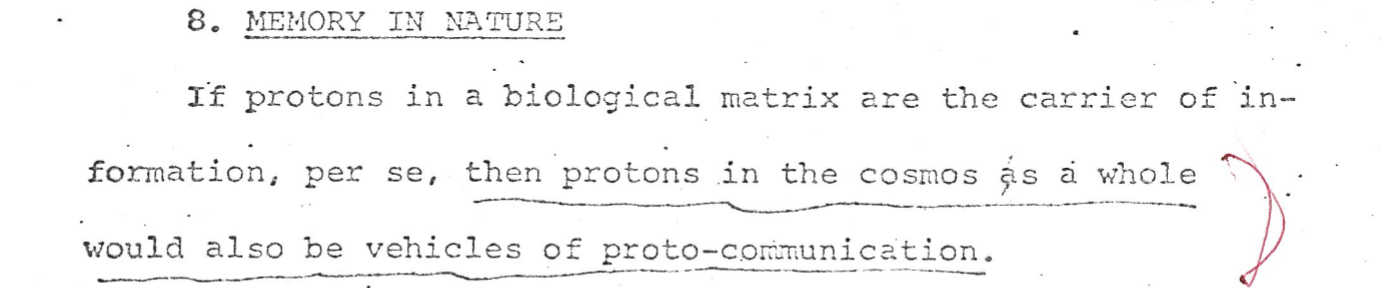 8. MEMORY IN NATURE
If protons in a biological matrix are the carrier of in-
formation, per se, then protons in the cosmos as a whole
would also be vehicles of proto-communication.